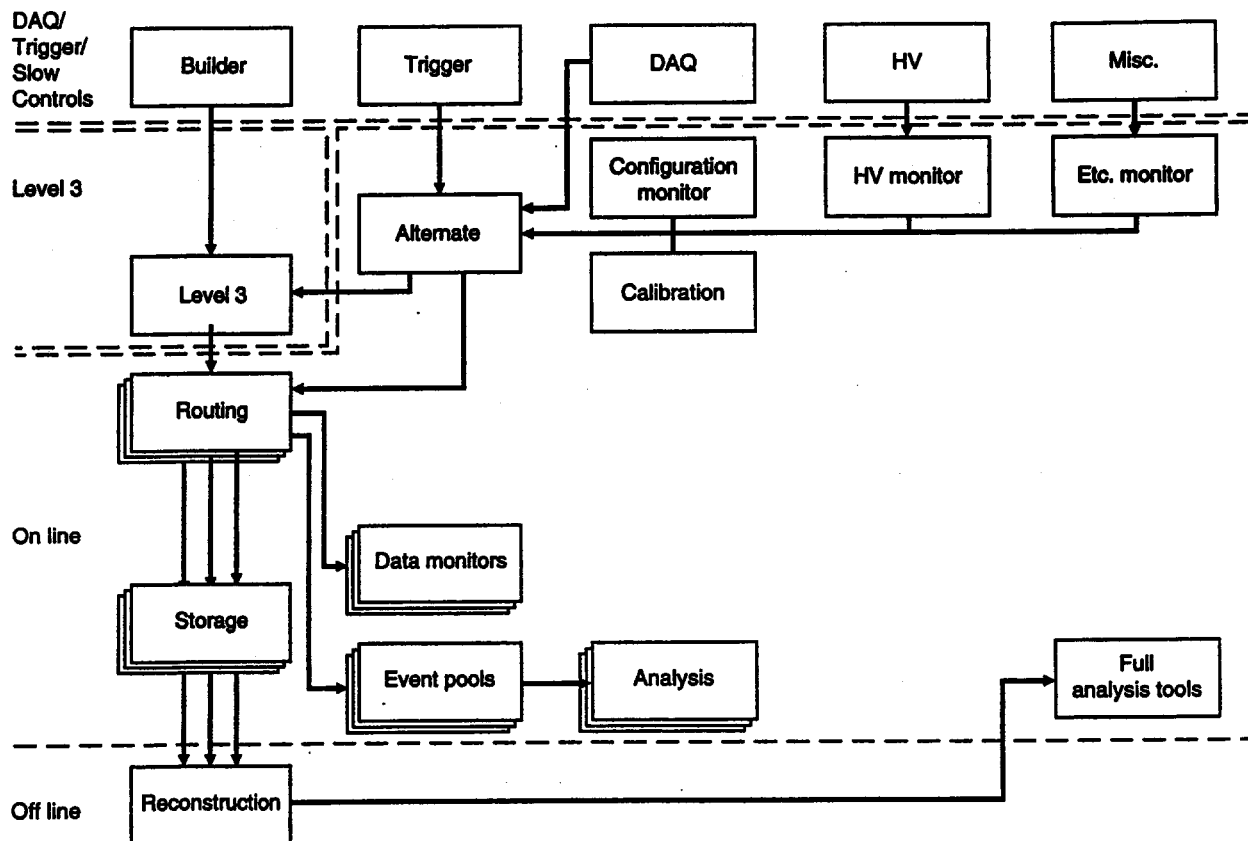 DAQ/
Trigger/
Slow
Controls
Builder
Trigger
DAQ
HV
Misc.
Level 3
Configuration
monitor
HV monitor
Etc. monitor
Alternate
Level 3
Calibration
Routing
On line
Data monitors
Storage
Event pools
Analysis
Full
analysis tools
Off line
Reconstruction